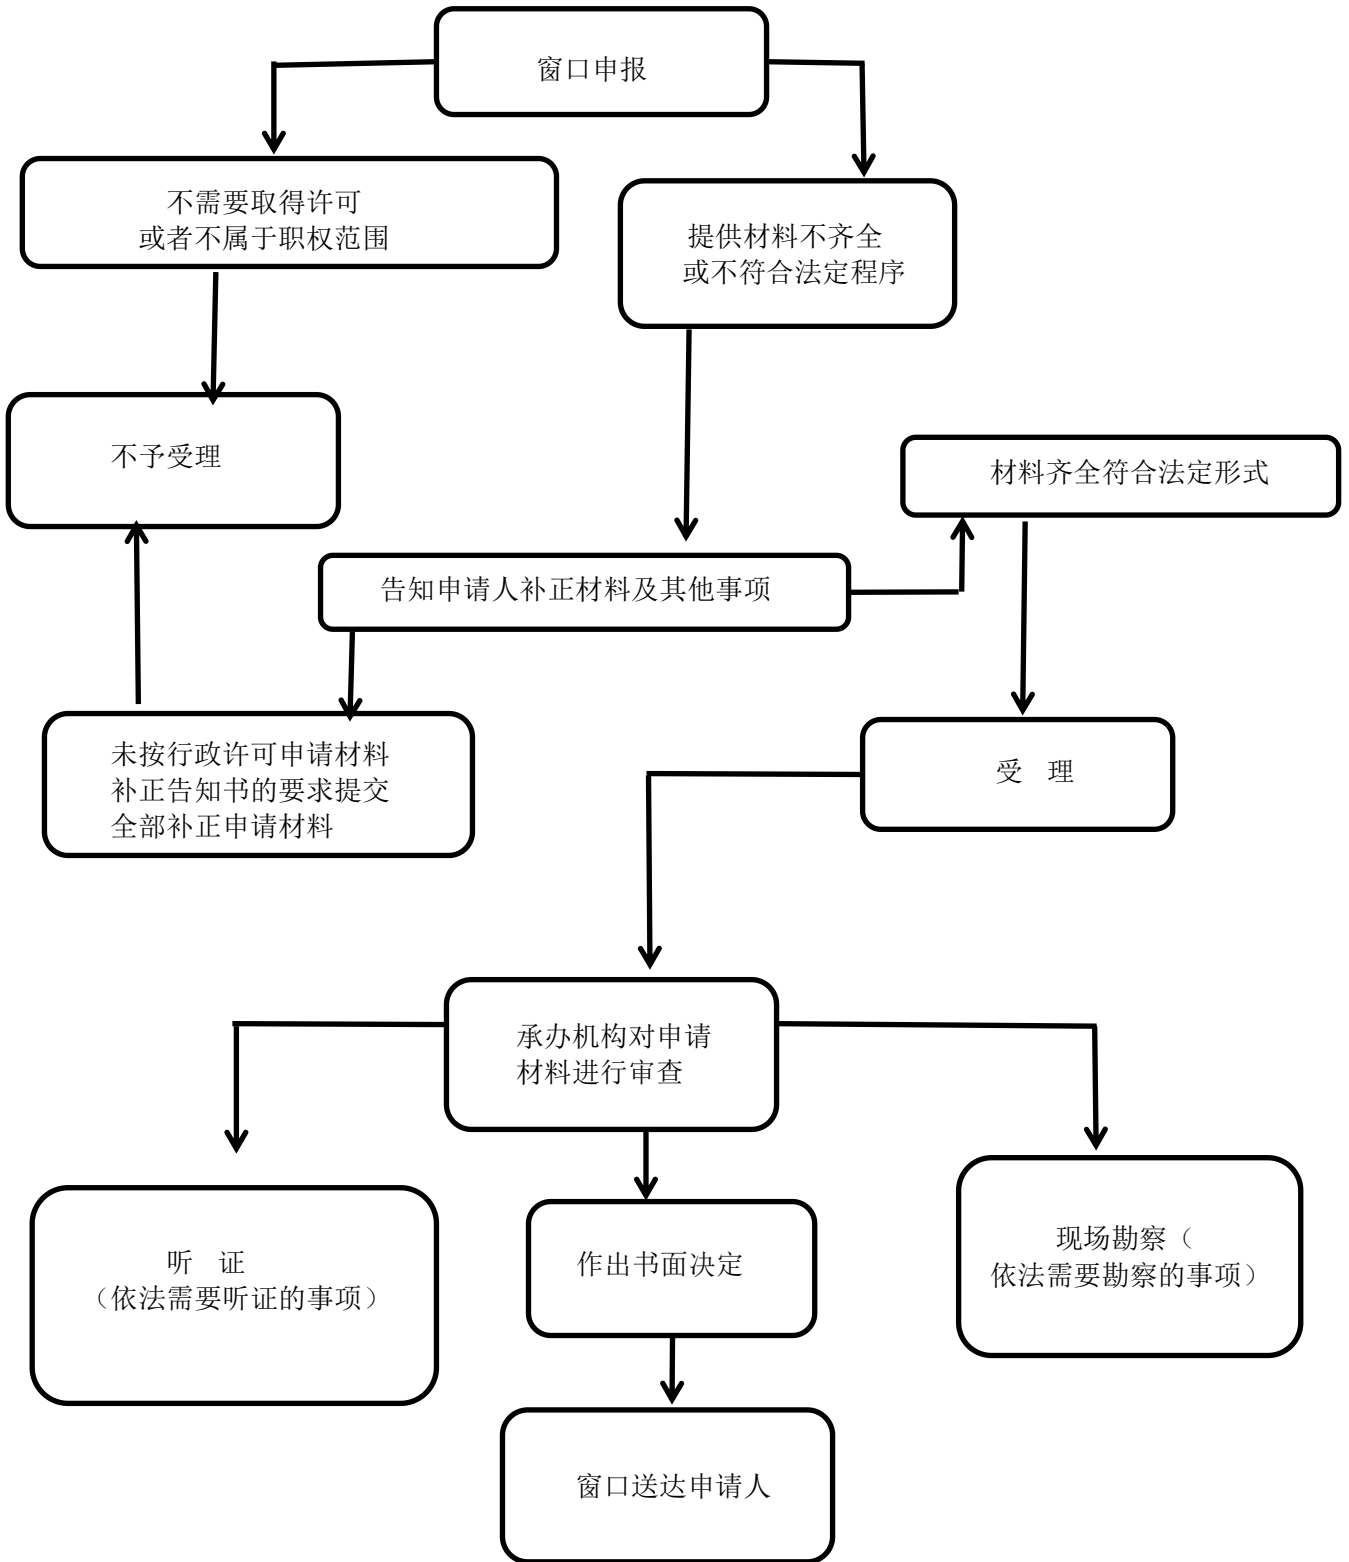 窗口申报
不需要取得许可
或者不属于职权范围
提供材料不齐全
或不符合法定程序
不予受理
材料齐全符合法定形式
告知申请人补正材料及其他事项
未按行政许可申请材料
补正告知书的要求提交
全部补正申请材料
受 理
承办机构对申请
材料进行审查
听 证
（依法需要听证的事项）
作出书面决定
现场勘察（
依法需要勘察的事项）
窗口送达申请人